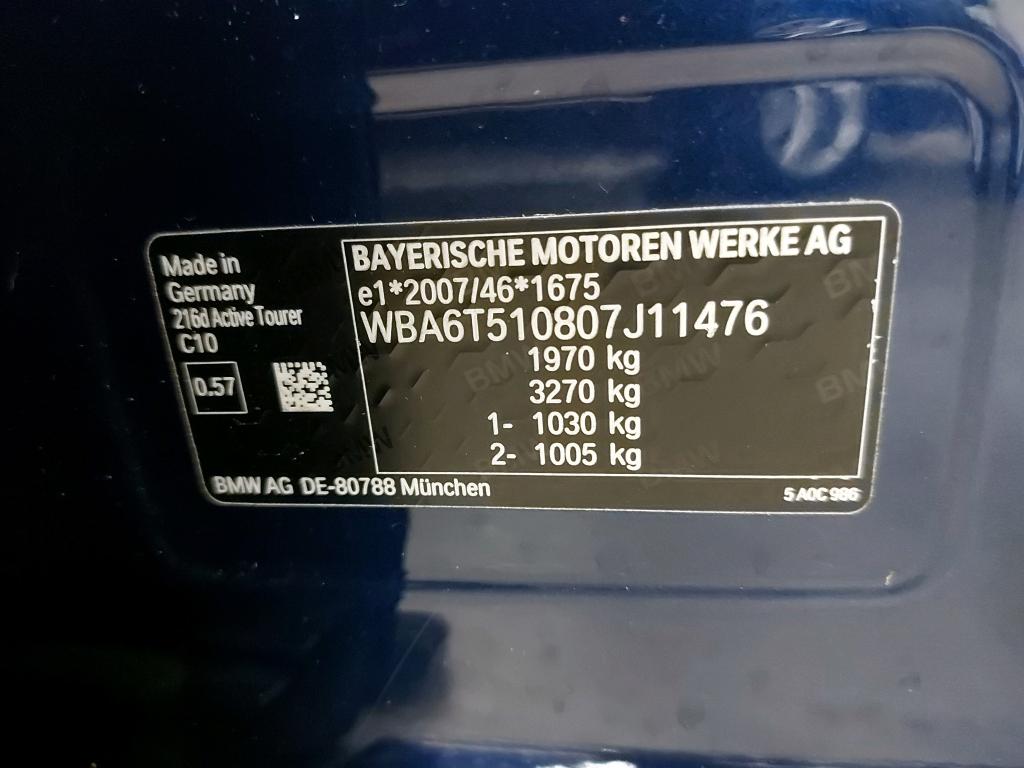 Made in
Germany
216d Active Tourer
C10
0.57
BAYERISCHE MOTOREN WERKE AG
e1*2007/46*1675
WBA6T510807J11476
1970 kg
3270 kg
1- 1030 kg
2- 1005 kg
BMW AG DE-80788 München
5 A0C 986